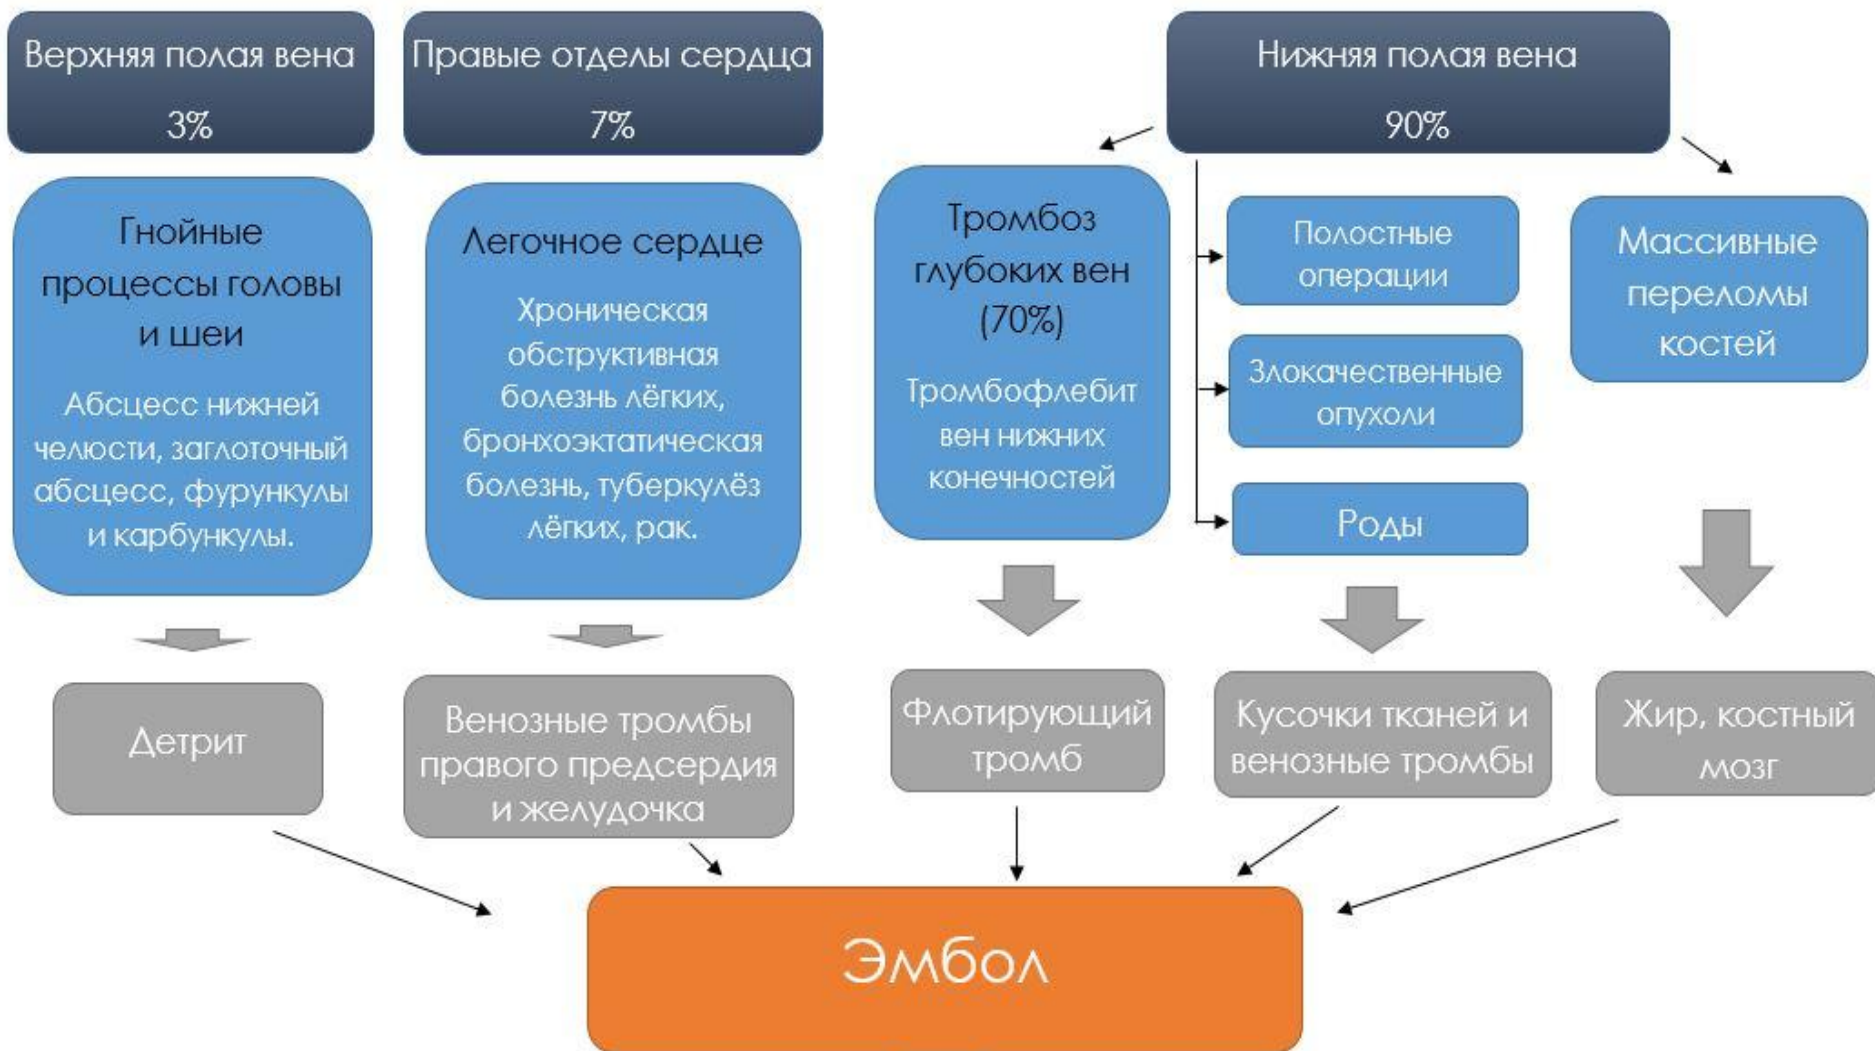 Верхняя полая вена
3%
Правые отделы сердца
7%
Нижняя полая вена
90%
Гнойные
процессы головы
и шеи
Абсцесс нижней
челюсти, заглоточный
абсцесс, фурункулы
и карбункулы.
Легочное сердце
Хроническая
обструктивная
болезнь лёгких,
бронхоэктатическая
болезнь, туберкулёз
лёгких, рак.
Тромбоз
глубоких вен
(70%)
Тромбофлебит
вен нижних
конечностей
Полостные
операции
Злокачественные
опухоли
Роды
Массивные
переломы
костей
Детрит
Венозные тромбы
правого предсердия
и желудочка
Флотирующий
тромб
Кусочки тканей и
венозные тромбы
Жир, костный
мозг
Эмбол